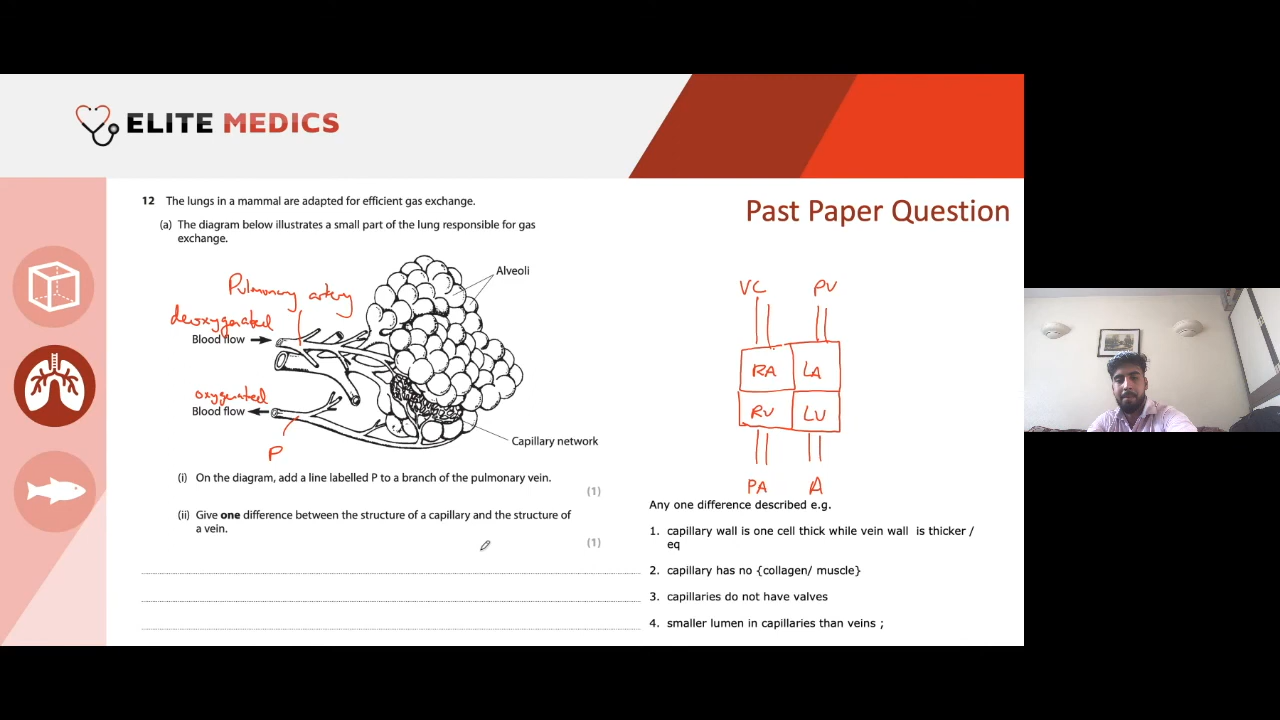 ELITE MEDICS
12 The lungs in a mammal are adapted for efficient gas exchange.
Past Paper Question
(a) The diagram below illustrates a small part of the lung responsible for gas
exchange.
Alveoli
Pulmonary artery
deoxygenated
Blood flow
oxygenated
Blood flow
P
Capillary network
VC PV
RA LA
RV LV
PA A
(i) On the diagram, add a line labelled P to a branch of the pulmonary vein.
(1)
(ii) Give one difference between the structure of a capillary and the structure of
a vein.
(1)
Any one difference described e.g.
1. capillary wall is one cell thick while vein wall is thicker /
eq
2. capillary has no {collagen/ muscle}
3. capillaries do not have valves
4. smaller lumen in capillaries than veins ;